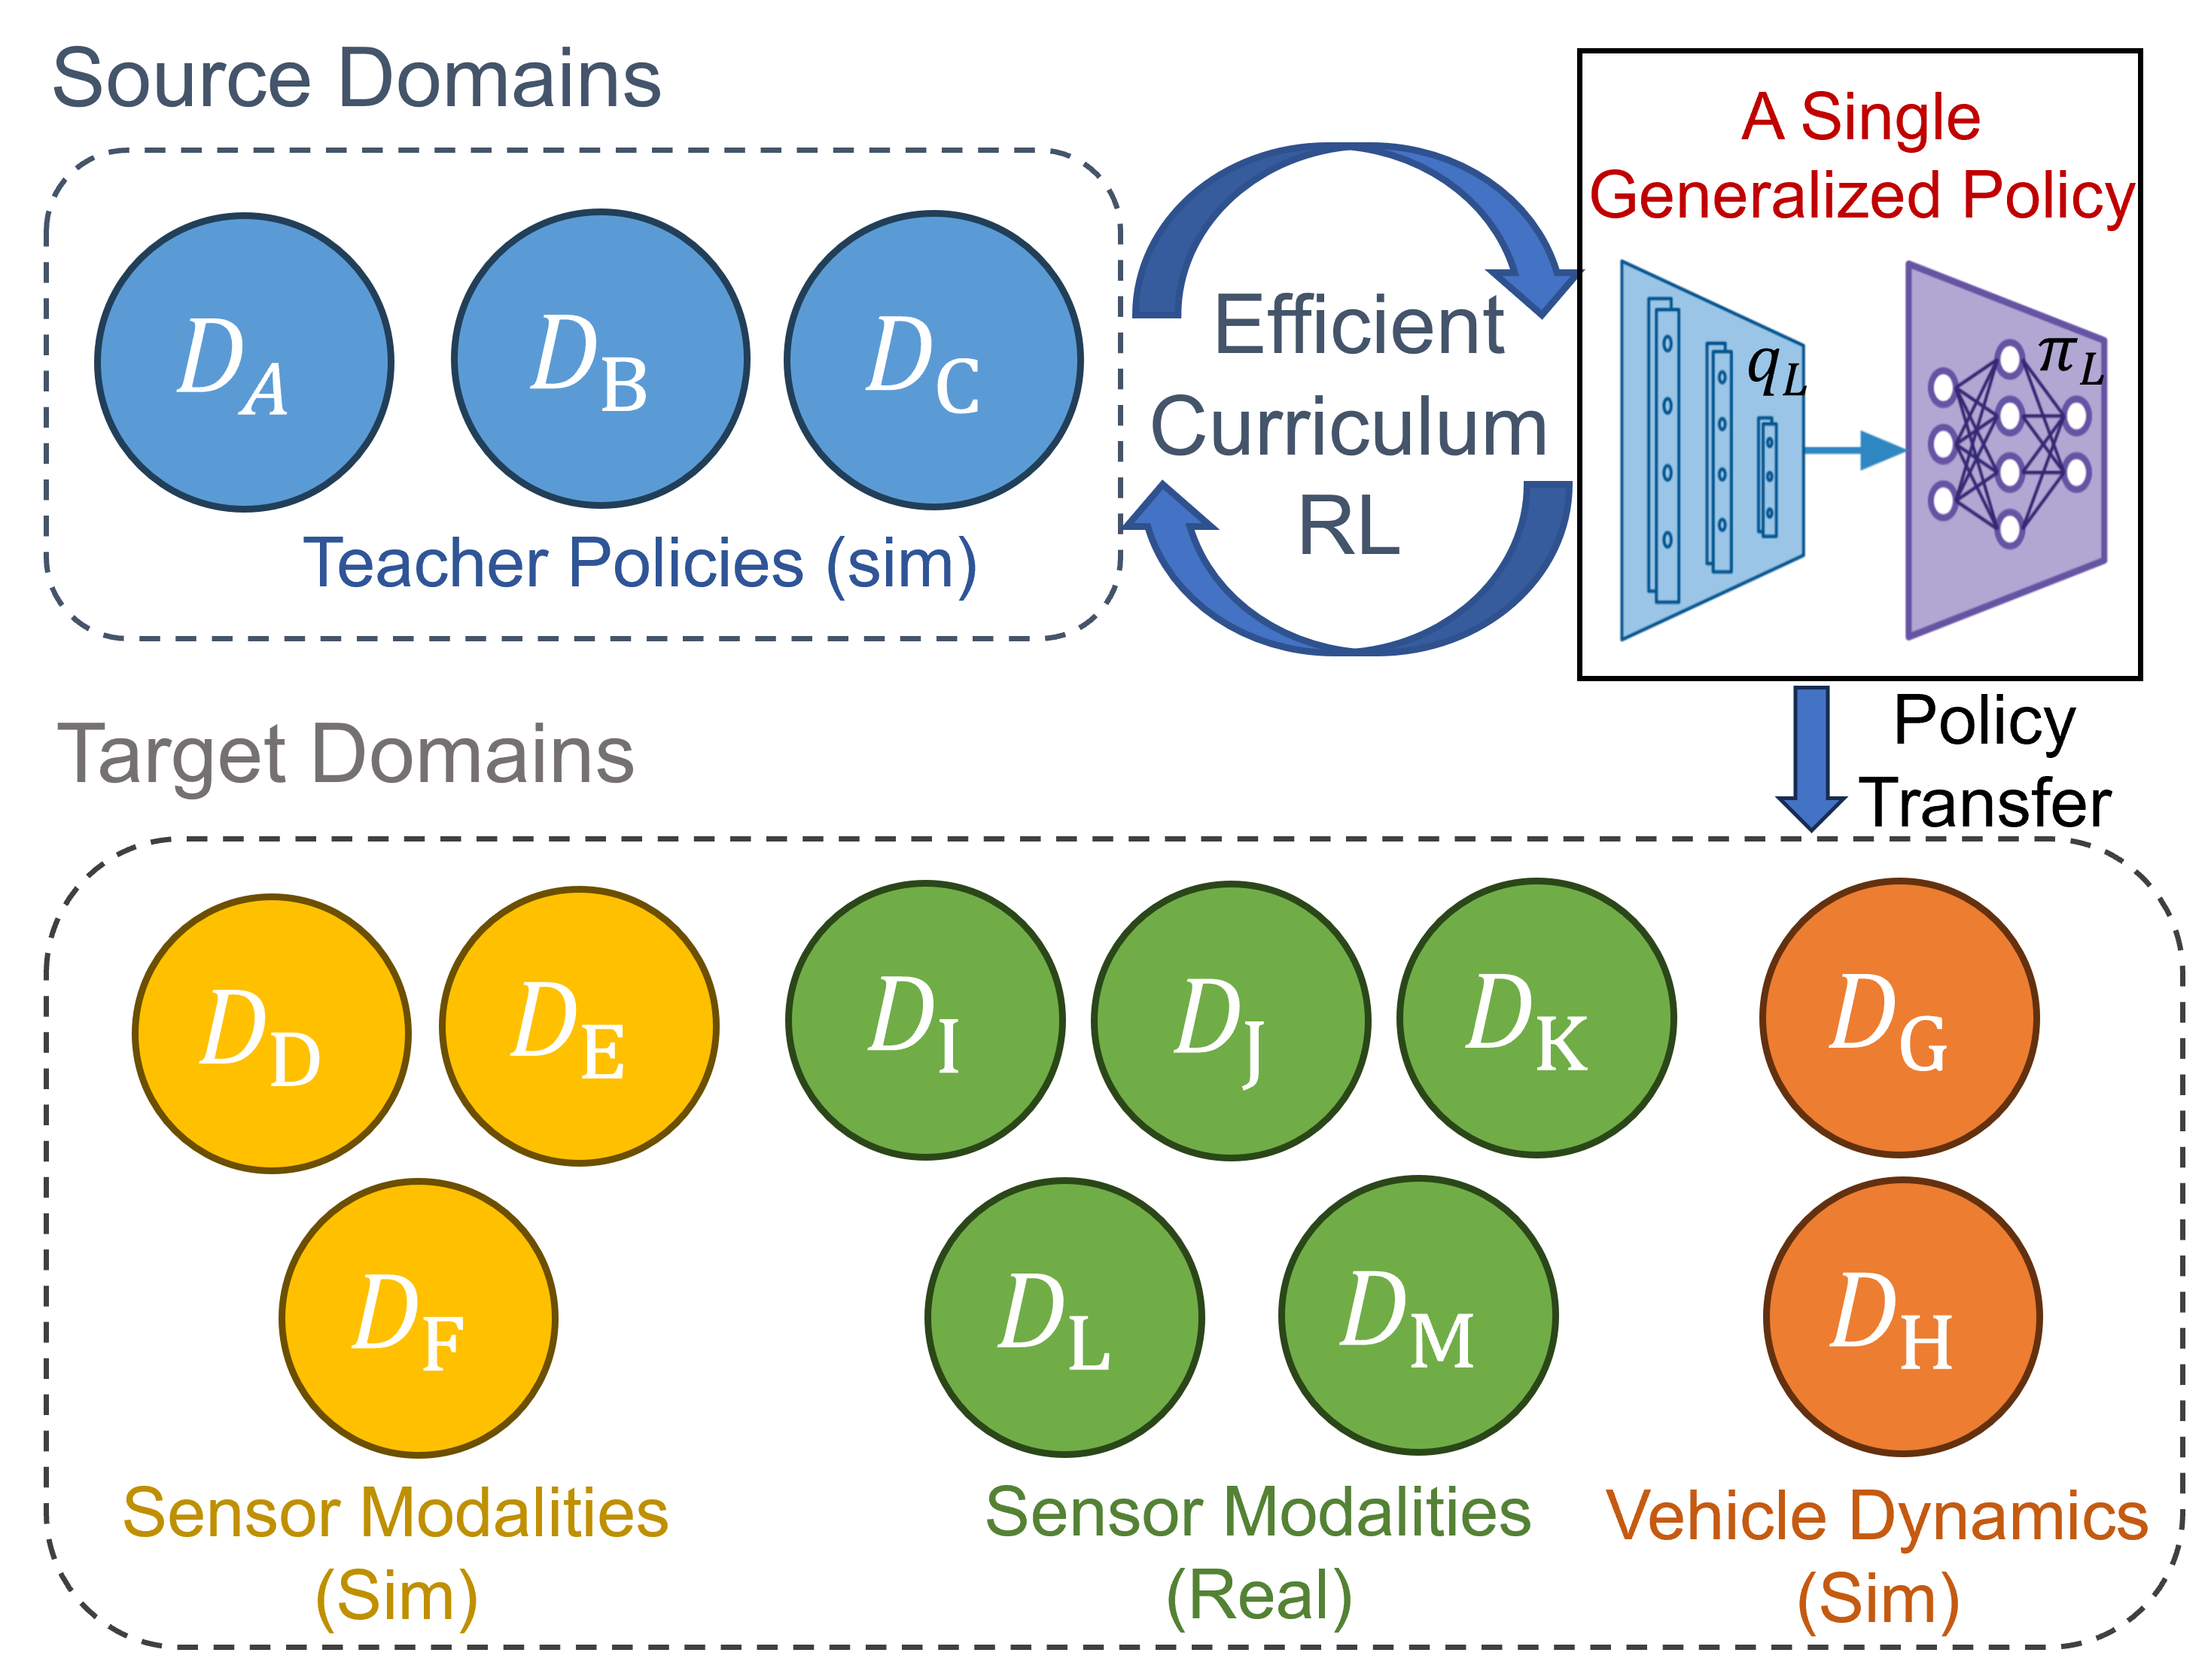 Source Domains
D_A
D_B
D_C
Teacher Policies (sim)
Efficient
Curriculum
RL
A Single
Generalized Policy
q_L
π_L
Policy
Transfer
Target Domains
D_D
D_E
D_F
Sensor Modalities
(Sim)
D_I
D_J
D_K
D_L
D_M
Sensor Modalities
(Real)
D_G
D_H
Vehicle Dynamics
(Sim)